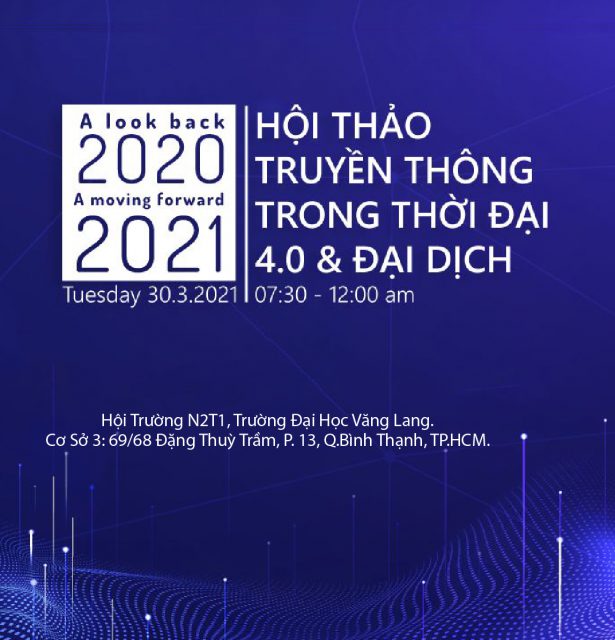 A look back
2020
A moving forward
2021
HỘI THẢO
TRUYỀN THÔNG
TRONG THỜI ĐẠI
4.0 & ĐẠI DỊCH
Tuesday 30.3.2021 | 07:30 - 12:00 am
Hội Trường N2T1, Trường Đại Học Văng Lang.
Cơ Sở 3: 69/68 Đặng Thuỳ Trầm, P. 13, Q.Bình Thạnh, TP.HCM.